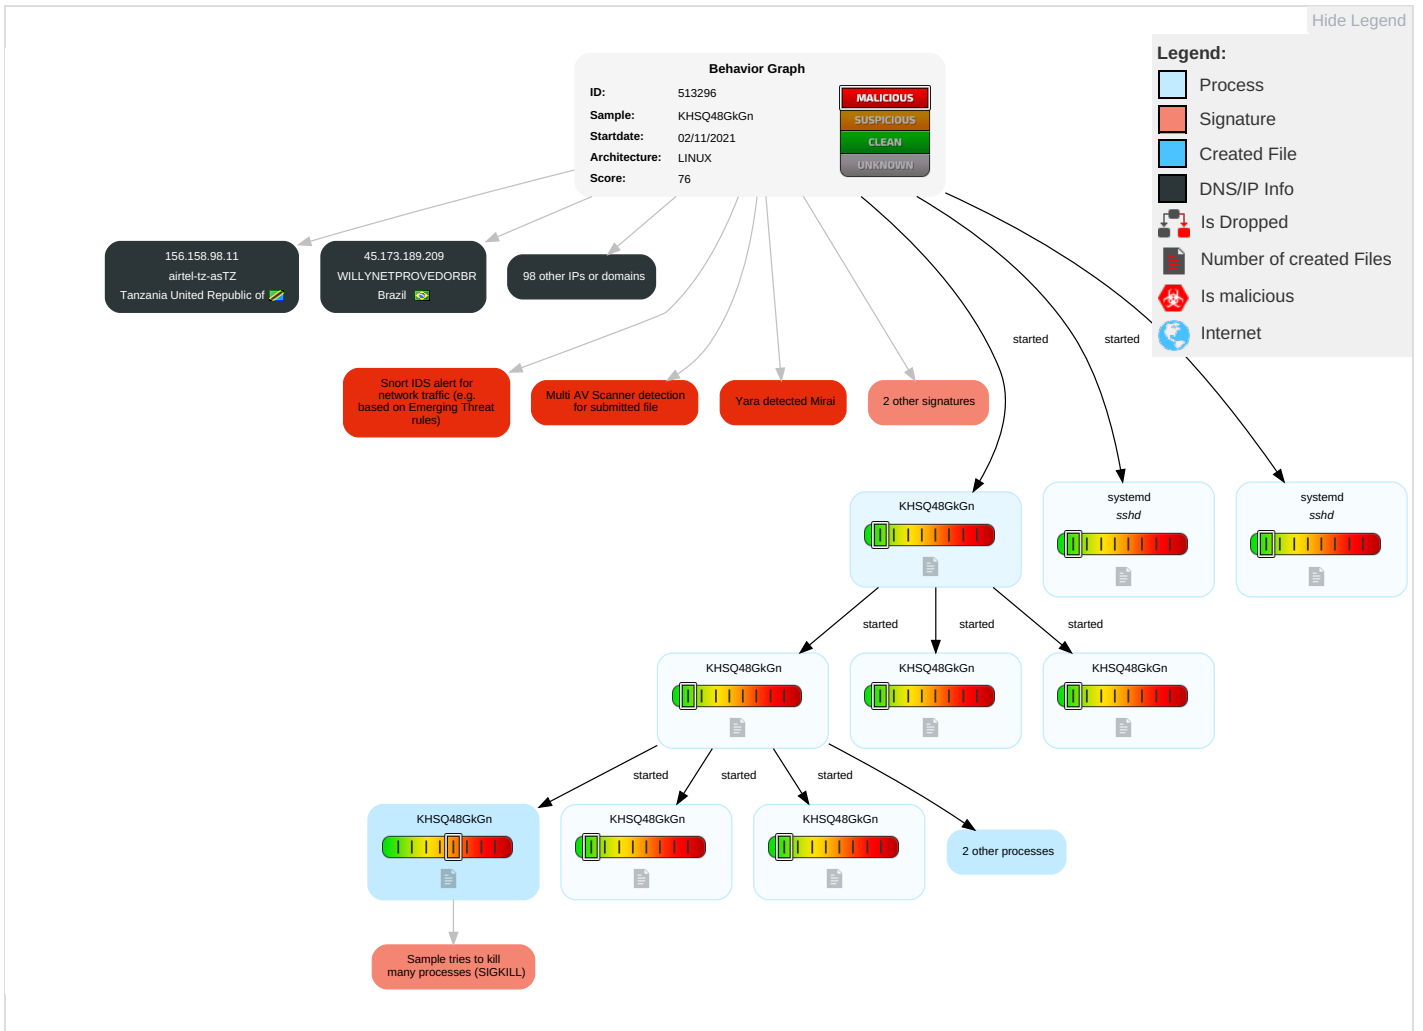 Hide Legend
Legend:
Process
Signature
Created File
DNS/IP Info
Is Dropped
Number of created Files
Is malicious
Internet
Behavior Graph
ID: 513296
Sample: KHSQ48GkGn
Startdate: 02/11/2021
Architecture: LINUX
Score: 76
MALICIOUS
SUSPICIOUS
CLEAN
UNKNOWN
156.158.98.11
airtel-tz-asTZ
Tanzania United Republic of
45.173.189.209
WILLYNETPROVEDORBR
Brazil
98 other IPs or domains
started
started
Snort IDS alert for
network traffic (e.g.
based on Emerging Threat
rules)
Multi AV Scanner detection
for submitted file
Yara detected Mirai
2 other signatures
KHSQ48GkGn
systemd
sshd
systemd
sshd
started
started
started
KHSQ48GkGn
KHSQ48GkGn
KHSQ48GkGn
started
started
started
KHSQ48GkGn
KHSQ48GkGn
KHSQ48GkGn
2 other processes
Sample tries to kill
many processes (SIGKILL)